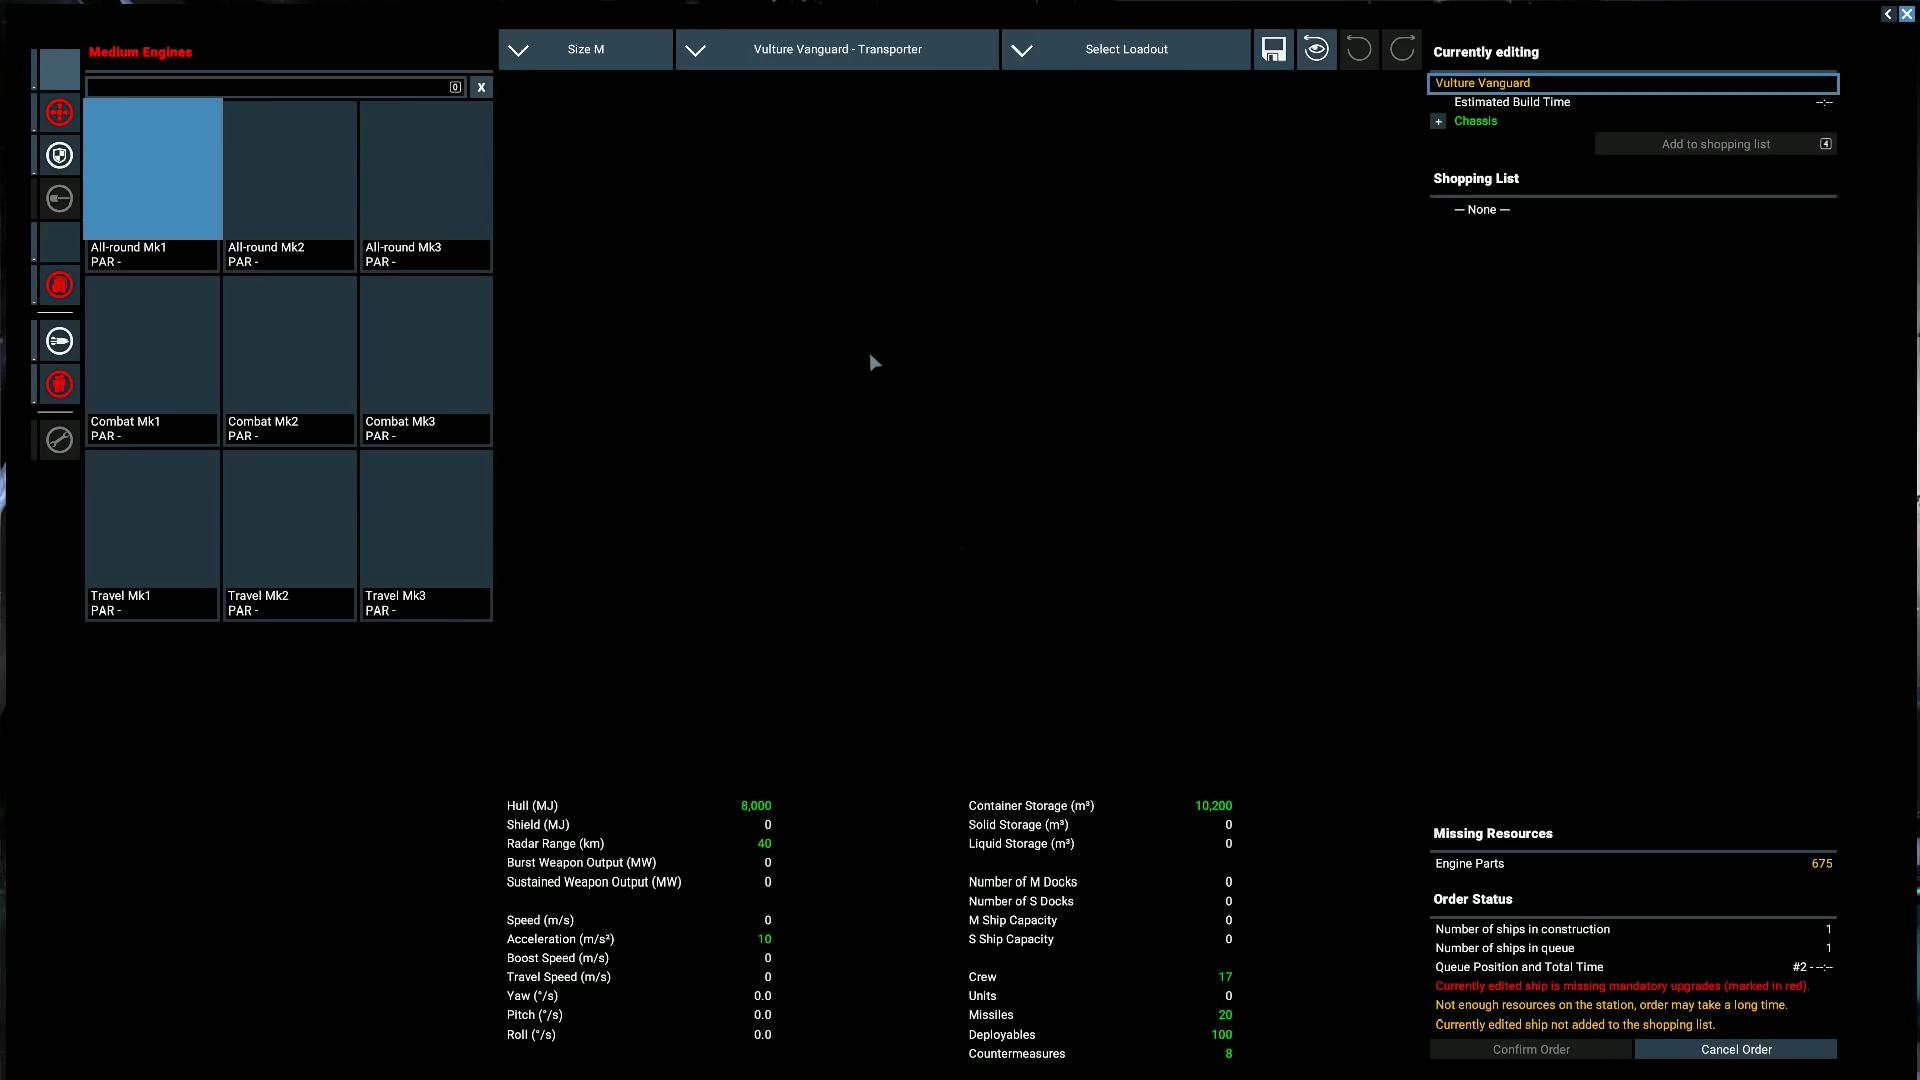 Medium Engines
0
X
All-round Mk1
PAR -
All-round Mk2
PAR -
All-round Mk3
PAR -
Combat Mk1
PAR -
Combat Mk2
PAR -
Combat Mk3
PAR -
Travel Mk1
PAR -
Travel Mk2
PAR -
Travel Mk3
PAR -
Size M
Vulture Vanguard - Transporter
Select Loadout
Hull (MJ) 8,000
Shield (MJ) 0
Radar Range (km) 40
Burst Weapon Output (MW) 0
Sustained Weapon Output (MW) 0
Speed (m/s) 0
Acceleration (m/s²) 10
Boost Speed (m/s) 0
Travel Speed (m/s) 0
Yaw (°/s) 0.0
Pitch (°/s) 0.0
Roll (°/s) 0.0
Container Storage (m³) 10,200
Solid Storage (m³) 0
Liquid Storage (m³) 0
Number of M Docks 0
Number of S Docks 0
M Ship Capacity 0
S Ship Capacity 0
Crew 17
Units 0
Missiles 20
Deployables 100
Countermeasures 8
Currently editing
Vulture Vanguard
Estimated Build Time --:--
+ Chassis
Add to shopping list 4
Shopping List
— None —
Missing Resources
Engine Parts 675
Order Status
Number of ships in construction 1
Number of ships in queue 1
Queue Position and Total Time #2 - --:--
Currently edited ship is missing mandatory upgrades (marked in red).
Not enough resources on the station, order may take a long time.
Currently edited ship not added to the shopping list.
Confirm Order
Cancel Order